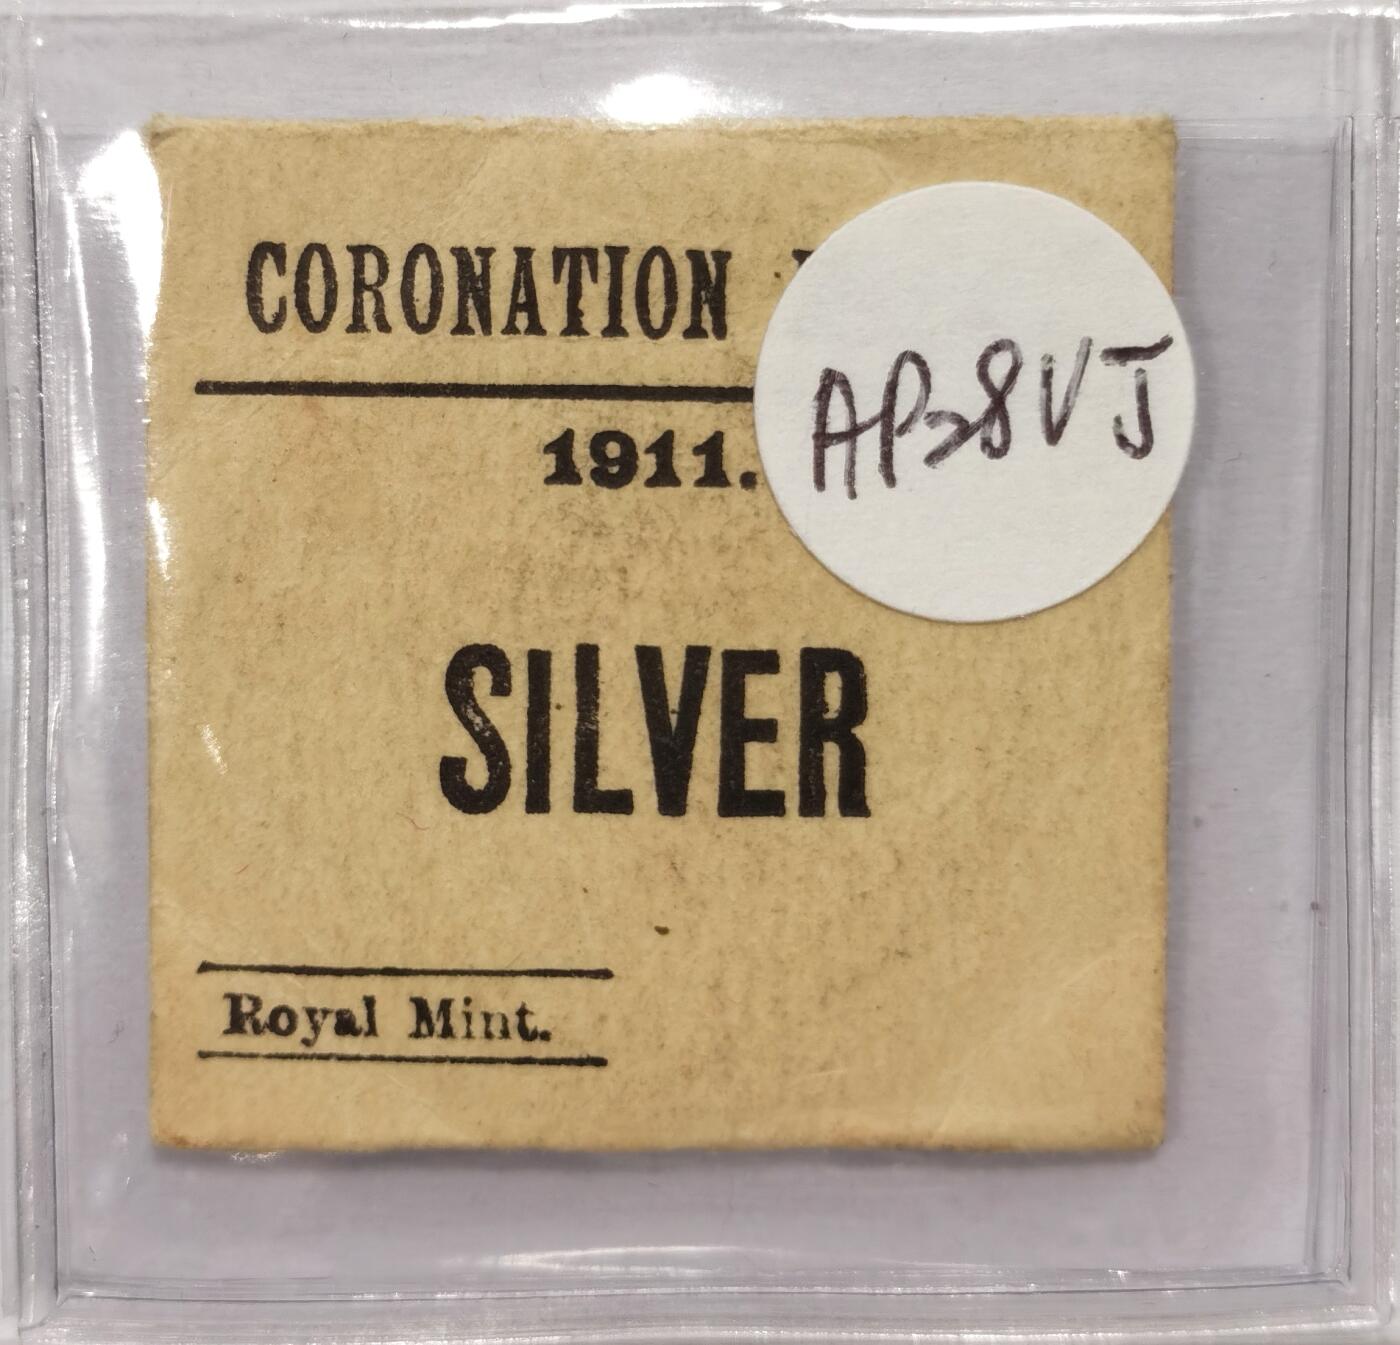 CORONATION
1911.
AP28VJ
SILVER
Royal Mint.